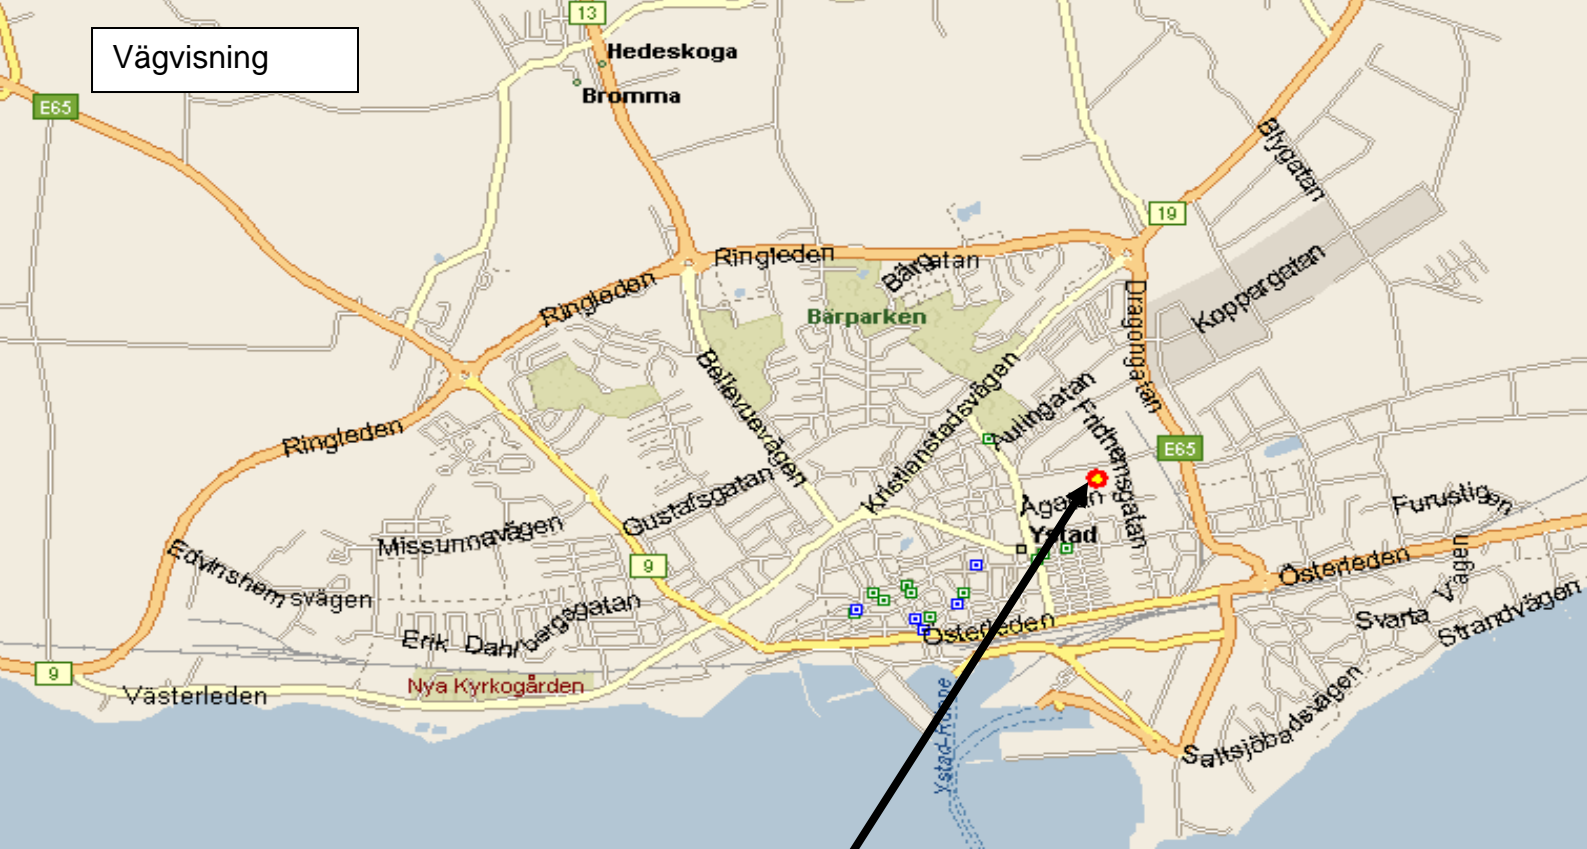 Vägvisning
13
Hedeskoga
Bromma
E65
Blygatan
19
Ringleden
Bärgatan
Ringleden
Koppargatan
Bärparken
Dragongatan
Bellevuevägen
Kristianstadsvägen
Aulingatan
Fridhemsgatan
Ringleden
E65
Gustafsgatan
Ågatan
Furustigen
Missunnavägen
Ystad
Edvinshemsvägen
9
Österleden
Svarta Vägen
Strandvägen
Erik Dahlbergsgatan
Österleden
9
Västerleden
Nya Kyrkogården
Ystad-Rönne
Saltsjöbadsvägen